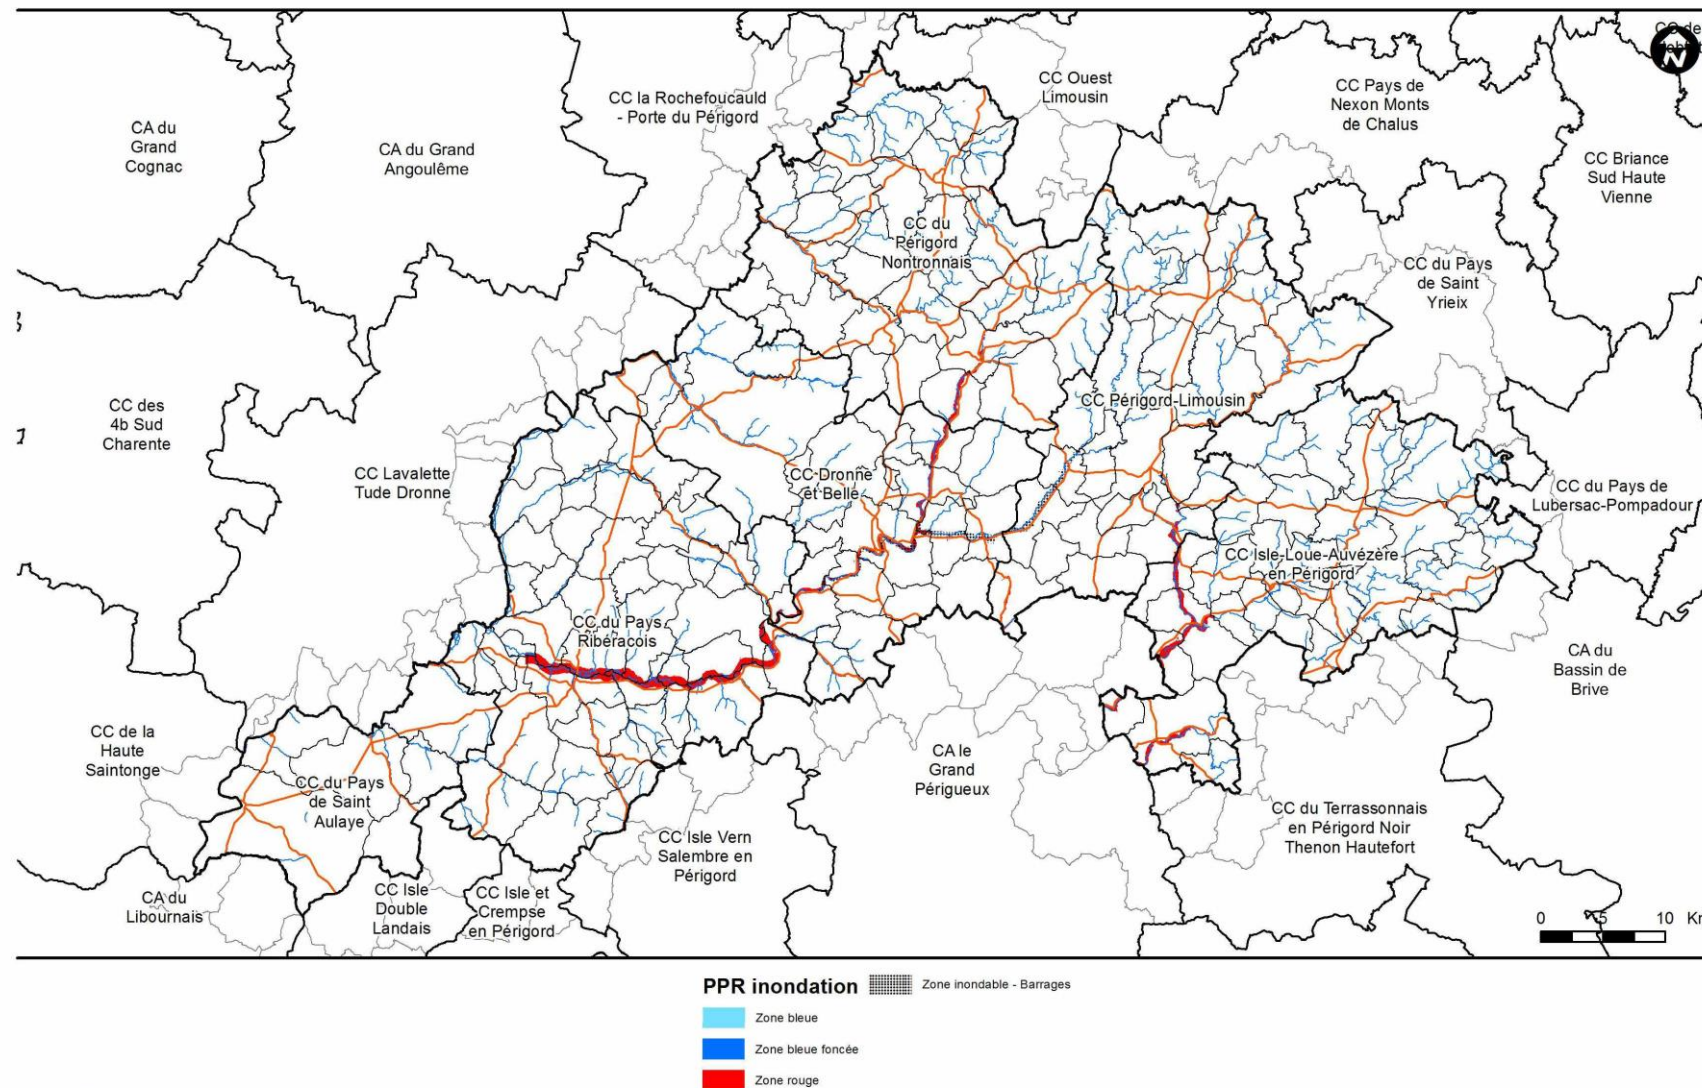 CC Ouest
Limousin
CC la Rochefoucauld
- Porte du Périgord
CC Pays de
Nexon Monts
de Chalus
N
CA du
Grand
Cognac
CA du Grand
Angoulême
CC Briance
Sud Haute
Vienne
CC du
Périgord
Nontronnais
CC du Pays
de Saint
Yrieix
CC Périgord-Limousin
CC des
4b Sud
Charente
CC Lavalette
Tude Dronne
CC Dronne
et Belle
CC du Pays de
Lubersac-Pompadour
CC Isle-Loue-Auvézère
en Périgord
CC du Pays
Ribéracois
CA du
Bassin de
Brive
CC de la
Haute
Saintonge
CA le
Grand
Périgueux
CC du Pays
de Saint
Aulaye
CC du Terrassonnais
en Périgord Noir
Thenon Hautefort
CC Isle Vern
Salembre en
Périgord
CA du
Libournais
CC Isle
Double
Landais
CC Isle et
Crempse
en Périgord
0 5 10 Km
PPR inondation
Zone inondable - Barrages
Zone bleue
Zone bleue foncée
Zone rouge